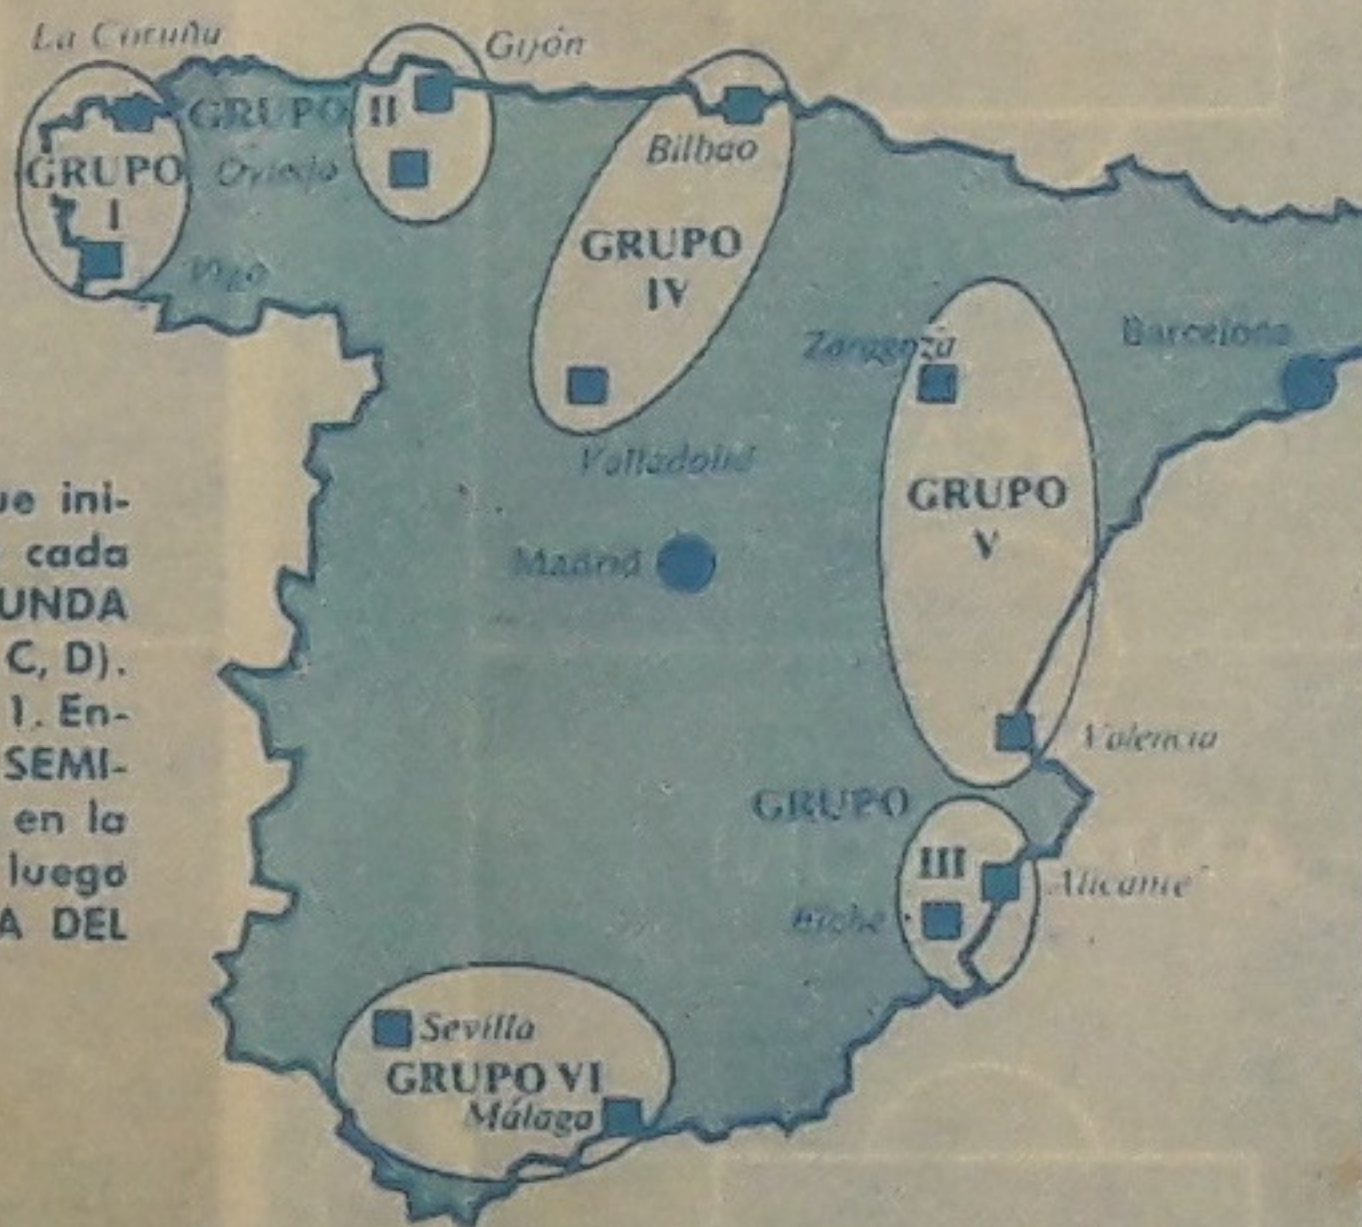 La Coruña
Gijón
GRUPO II
Oviedo
GRUPO
I
Vigo
Bilbao
GRUPO
IV
Valladolid
Zaragoza
Barcelona
GRUPO
V
Madrid
Valencia
GRUPO
III
Alicante
Elche
Sevilla
GRUPO VI
Málaga
ue ini-
cada
UNDA
C, D).
1. En-
SEMI-
en la
luego
A DEL